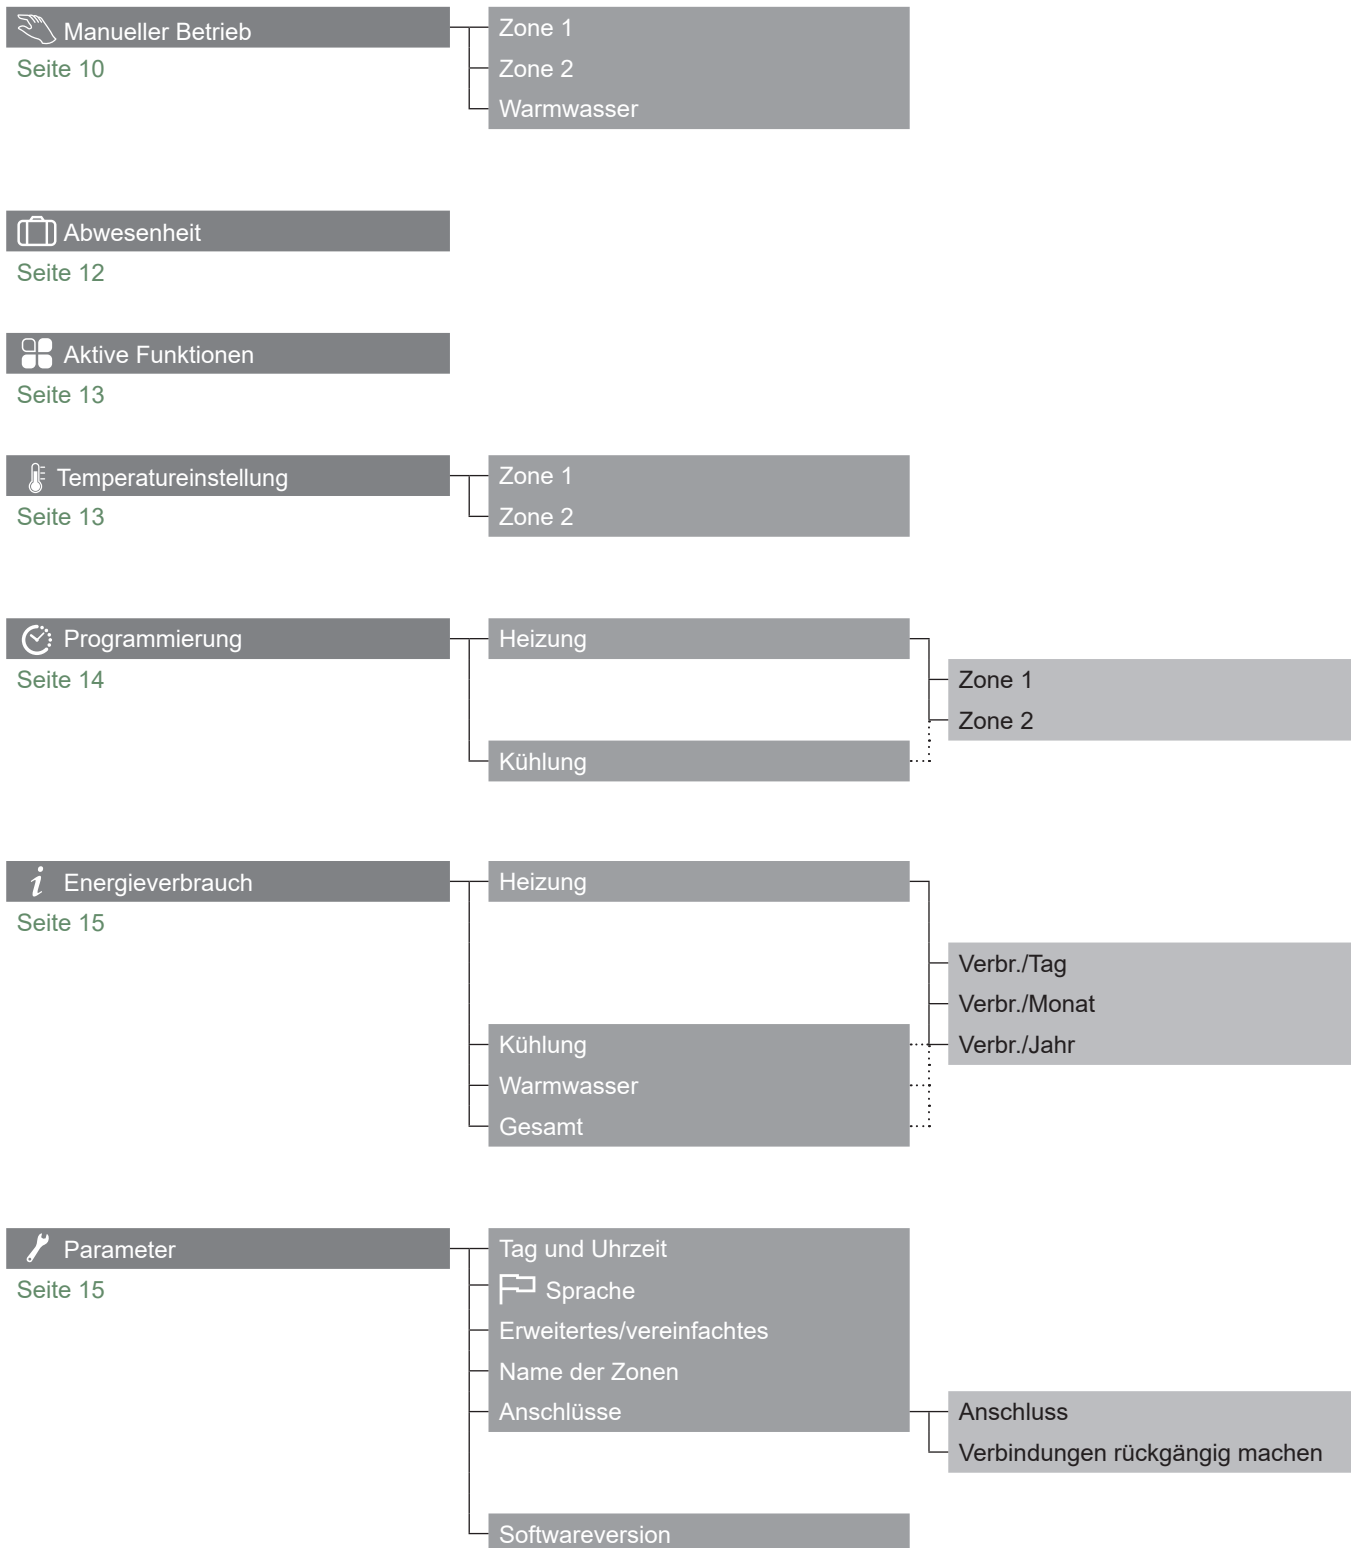 Manueller Betrieb
Seite 10
Zone 1
Zone 2
Warmwasser
Abwesenheit
Seite 12
Aktive Funktionen
Seite 13
Temperatureinstellung
Seite 13
Zone 1
Zone 2
Programmierung
Seite 14
Heizung
Zone 1
Zone 2
Kühlung
Energieverbrauch
Seite 15
Heizung
Verbr./Tag
Verbr./Monat
Verbr./Jahr
Kühlung
Warmwasser
Gesamt
Parameter
Seite 15
Tag und Uhrzeit
Sprache
Erweitertes/vereinfachtes
Name der Zonen
Anschlüsse
Anschluss
Verbindungen rückgängig machen
Softwareversion